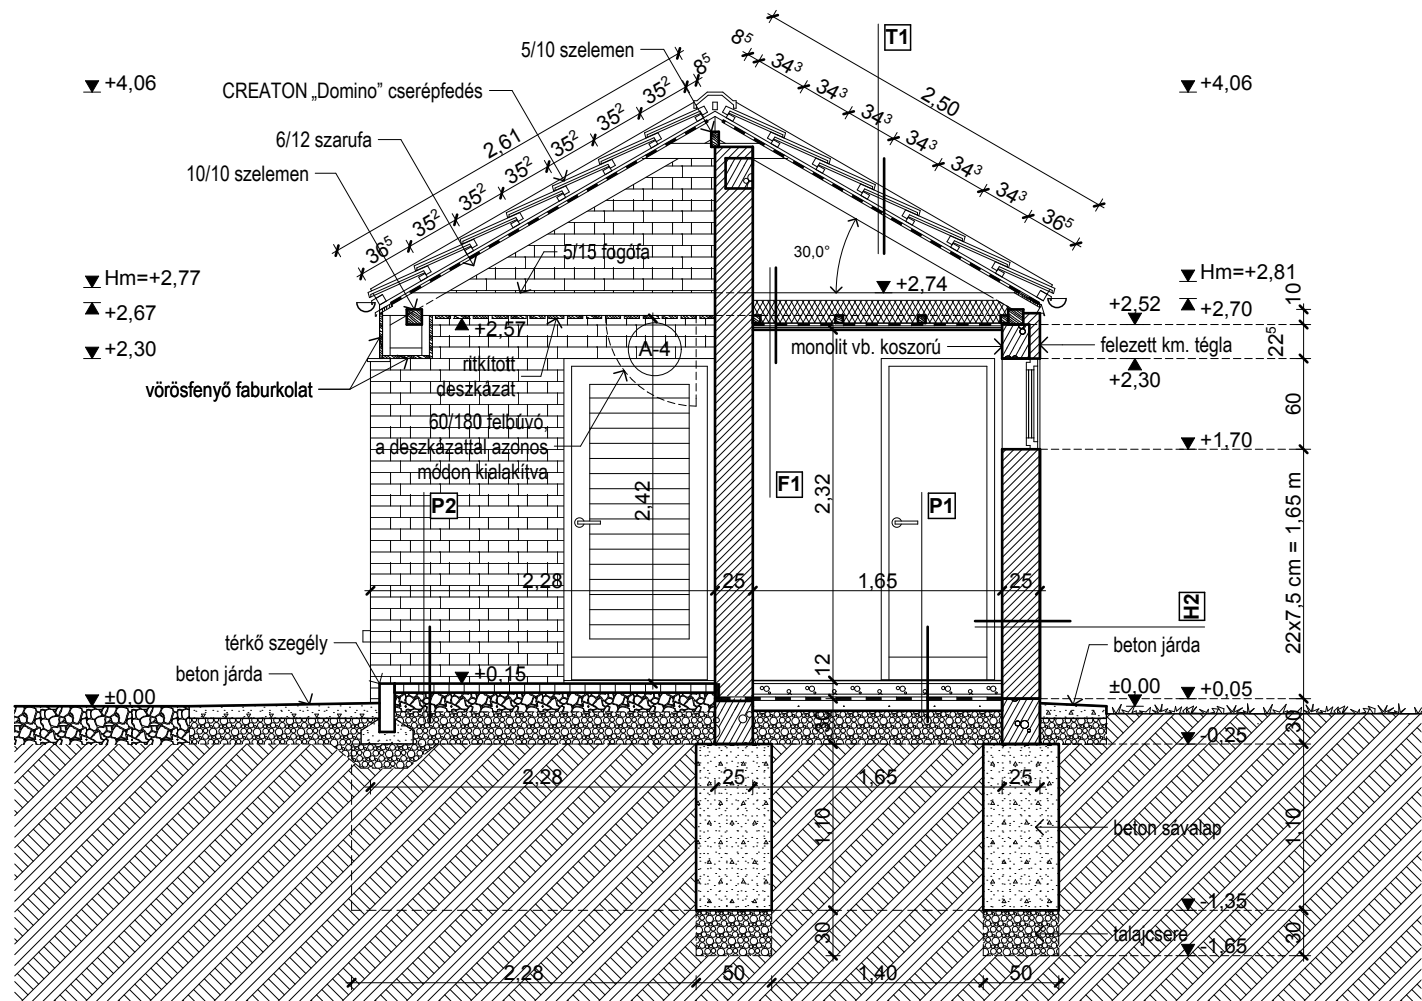 5/10 szelemen
T1
+4,06
CREATON „Domino” cserépfedés
6/12 szarufa
10/10 szelemen
2,61
8⁵
35²
35²
35²
35²
35²
35²
35²
36⁵
8⁵
34³
34³
34³
34³
34³
34³
36⁵
2,50
+4,06
5/15 fogófa
30,0°
Hm=+2,77
+2,67
+2,30
+2,74
Hm=+2,81
+2,70
+2,52
10
+2,57
A-4
monolit vb. koszorú
felezett km. tégla
22⁵
+2,30
ritkított
deszkázat
vörösfenyő faburkolat
60/180 felbúvó,
a deszkázattal azonos
módon kialakítva
60
+1,70
P2
2,42
F1
2,32
P1
22x7,5 cm = 1,65 m
2,28
25
1,65
25
H2
térkő szegély
beton járda
+0,15
12
beton járda
±0,00
±0,00
+0,05
30
30
-0,25
2,28
25
1,65
25
1,10
beton sávalap
1,10
-1,35
30
talajcsere
-1,65
30
2,28
50
1,40
50